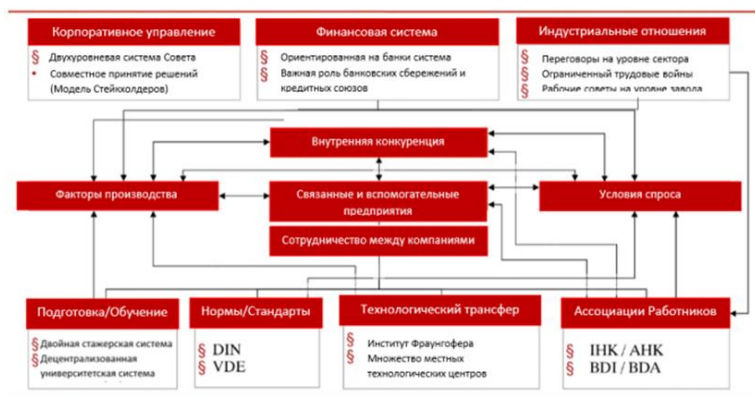 Корпоративное управление
§ Двухуровневая система Совета
• Совместное принятие решений
(Модель Стейкхолдеров)
Финансовая система
§ Ориентированная на банки система
§ Важная роль банковских сбережений и
кредитных союзов
Индустриальные отношения
§ Переговоры на уровне сектора
§ Ограниченный трудовые войны
§ Рабочие советы на уровне завода
Внутренняя конкуренция
Факторы производства
Связанные и вспомогательные
предприятия
Условия спроса
Сотрудничество между компаниями
Подготовка/Обучение
§ Двойная стажерская система
§ Децентрализованная
университетская система
Нормы/Стандарты
§ DIN
§ VDE
Технологический трансфер
§ Институт Фраунгофера
§ Множество местных
технологических центров
Ассоциации Работников
§ IHK / AHK
§ BDI / BDA